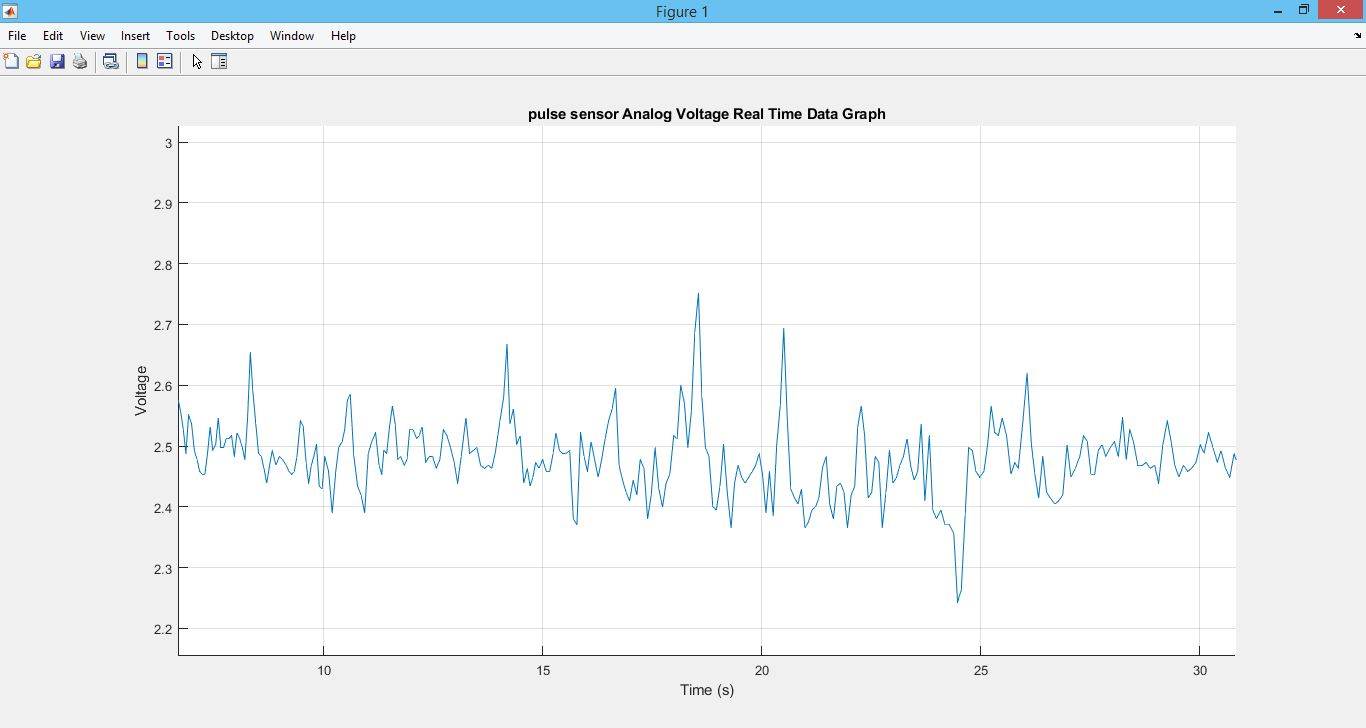 Figure 1
File Edit View Insert Tools Desktop Window Help
pulse sensor Analog Voltage Real Time Data Graph
3
2.9
2.8
2.7
2.6
2.5
2.4
2.3
2.2
Voltage
10 15 20 25 30
Time (s)